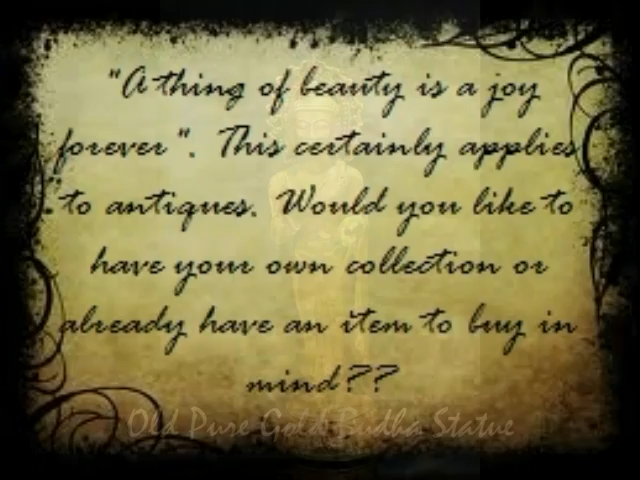 "A thing of beauty is a joy
forever". This certainly applies
to antiques. Would you like to
have your own collection or
already have an item to buy in
mind??
Old Pure Gold Budha Statue